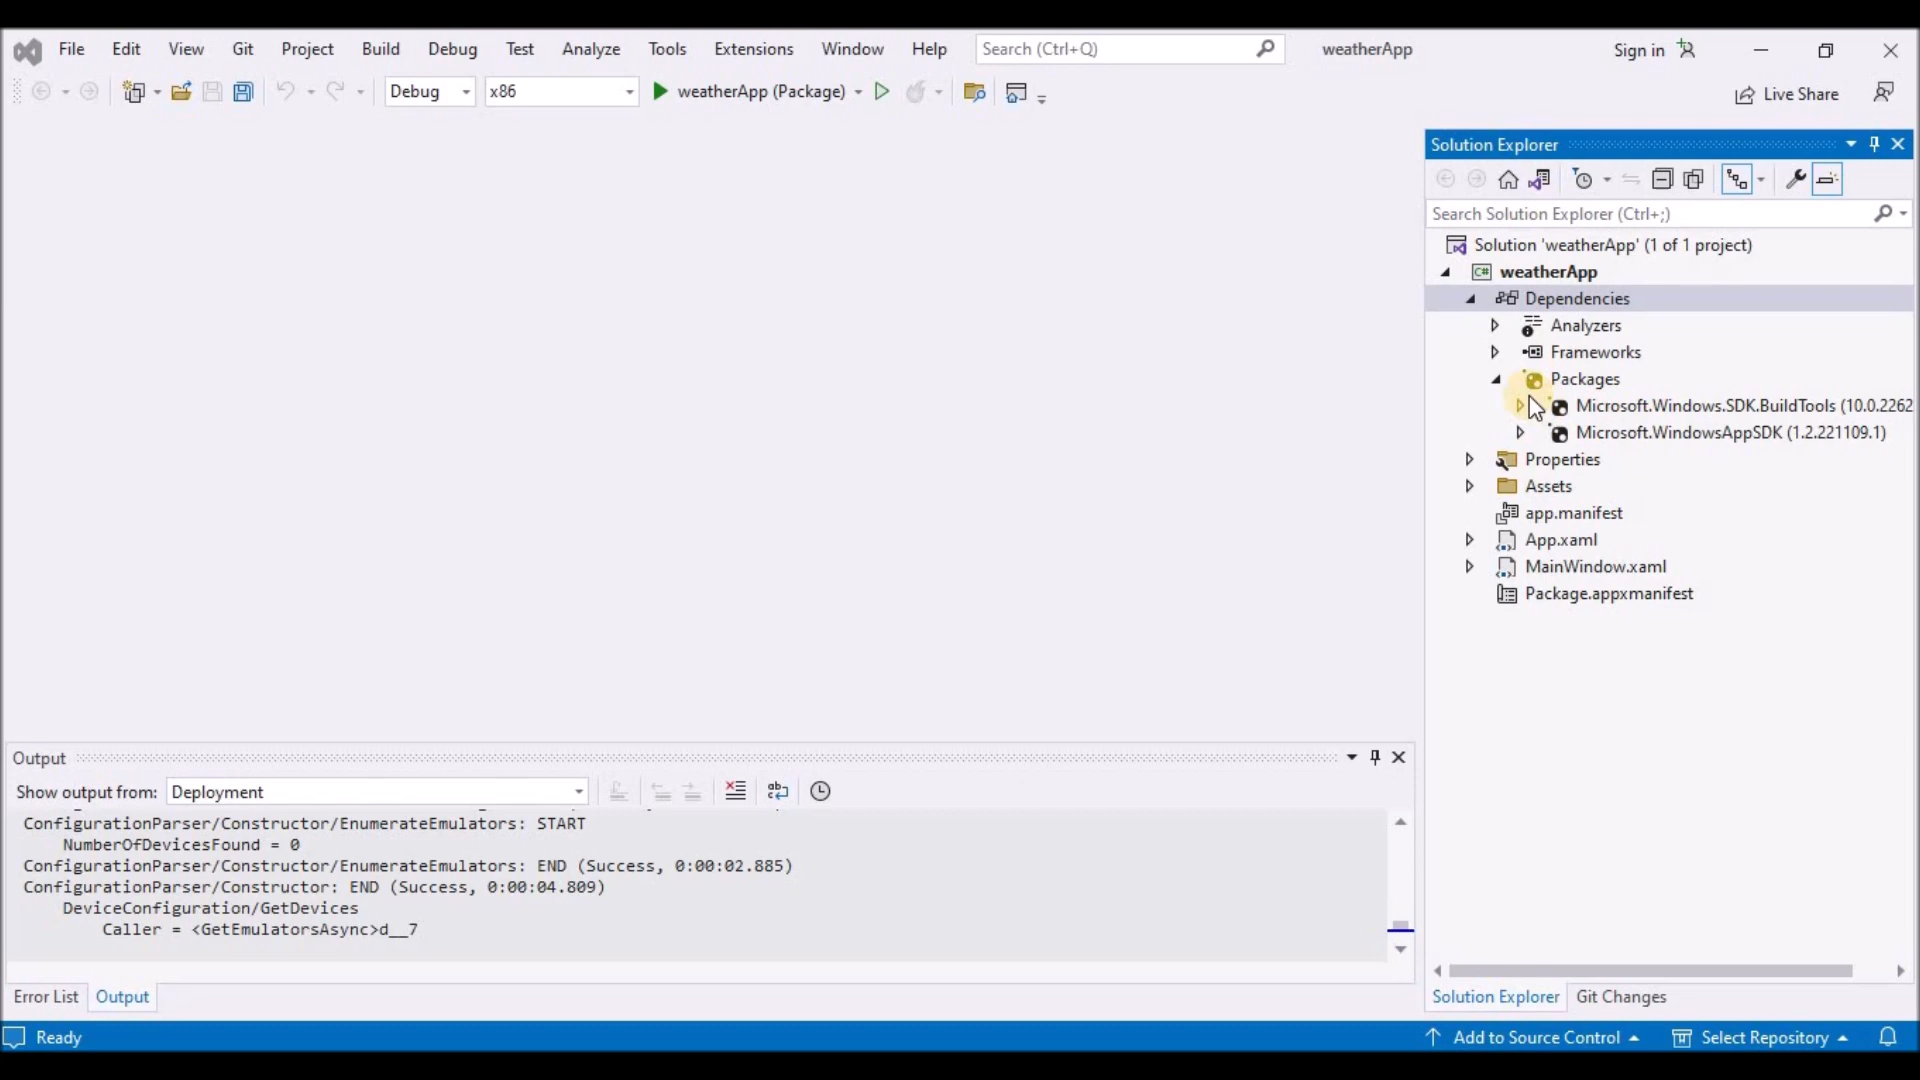 File Edit View Git Project Build Debug Test Analyze Tools Extensions Window Help Search (Ctrl+Q) weatherApp Sign in
Debug x86 weatherApp (Package) Live Share
Solution Explorer
Search Solution Explorer (Ctrl+;)
Solution 'weatherApp' (1 of 1 project)
C# weatherApp
Dependencies
Analyzers
Frameworks
Packages
Microsoft.Windows.SDK.BuildTools (10.0.2262
Microsoft.WindowsAppSDK (1.2.221109.1)
Properties
Assets
app.manifest
App.xaml
MainWindow.xaml
Package.appxmanifest
Output
Show output from: Deployment
ConfigurationParser/Constructor/EnumerateEmulators: START
NumberOfDevicesFound = 0
ConfigurationParser/Constructor/EnumerateEmulators: END (Success, 0:00:02.885)
ConfigurationParser/Constructor: END (Success, 0:00:04.809)
DeviceConfiguration/GetDevices
Caller = <GetEmulatorsAsync>d__7
Error List Output
Solution Explorer Git Changes
Ready Add to Source Control Select Repository